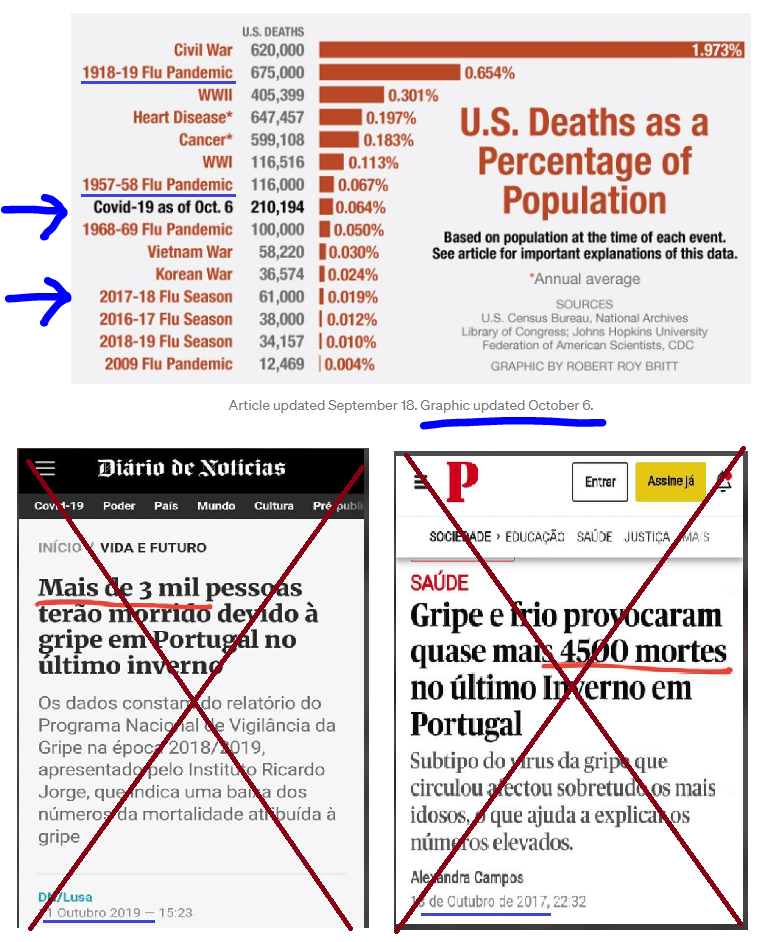 U.S. DEATHS
Civil War 620,000 1.973%
1918-19 Flu Pandemic 675,000 0.654%
WWII 405,399 0.301%
Heart Disease* 647,457 0.197%
Cancer* 599,108 0.183%
WWI 116,516 0.113%
1957-58 Flu Pandemic 116,000 0.067%
Covid-19 as of Oct. 6 210,194 0.064%
1968-69 Flu Pandemic 100,000 0.050%
Vietnam War 58,220 0.030%
Korean War 36,574 0.024%
2017-18 Flu Season 61,000 0.019%
2016-17 Flu Season 38,000 0.012%
2018-19 Flu Season 34,157 0.010%
2009 Flu Pandemic 12,469 0.004%
U.S. Deaths as a
Percentage of
Population
Based on population at the time of each event.
See article for important explanations of this data.
*Annual average
SOURCES
U.S. Census Bureau, National Archives
Library of Congress; Johns Hopkins University
Federation of American Scientists, CDC
GRAPHIC BY ROBERT ROY BRITT
Article updated September 18. Graphic updated October 6.
Diário de Notícias
Covid-19 Poder País Mundo Cultura Pré-publi
INÍCIO / VIDA E FUTURO
Mais de 3 mil pessoas
terão morrido devido à
gripe em Portugal no
último inverno
Os dados constam do relatório do
Programa Nacional de Vigilância da
Gripe na época 2018/2019,
apresentado pelo Instituto Ricardo
Jorge, que indica uma baixa dos
números da mortalidade atribuída à
gripe
DN/Lusa
Outubro 2019 — 15:23
P
Entrar
Assine já
SOCIEDADE › EDUCAÇÃO SAÚDE JUSTIÇA MAIS
SAÚDE
Gripe e frio provocaram
quase mais 4500 mortes
no último Inverno em
Portugal
Subtipo do vírus da gripe que
circulou afectou sobretudo os mais
idosos, o que ajuda a explicar os
números elevados.
Alexandra Campos
de Outubro de 2017, 22:32